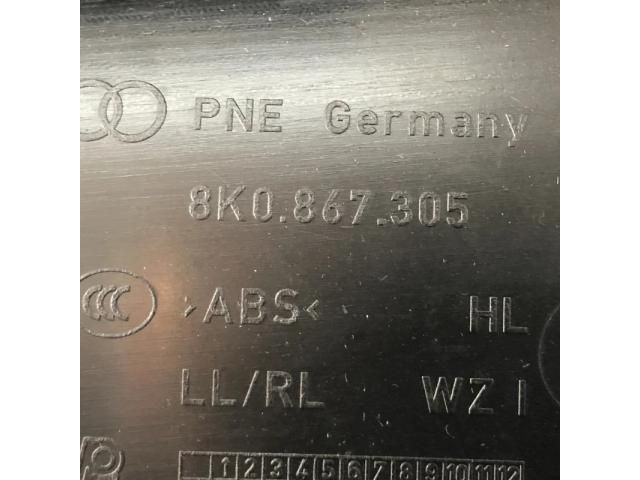 PNE Germany
8K0.867.305
CCC >ABS< HL
LL/RL WZ I
1 2 3 4 5 6 7 8 9 10 11 12